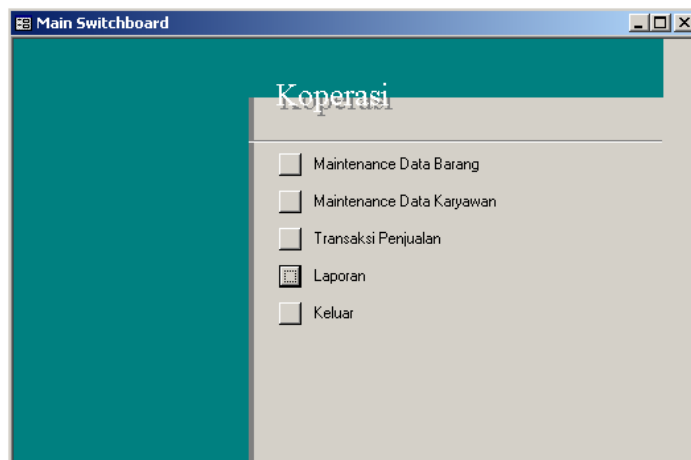 Main Switchboard
Koperasi
Maintenance Data Barang
Maintenance Data Karyawan
Transaksi Penjualan
Laporan
Keluar